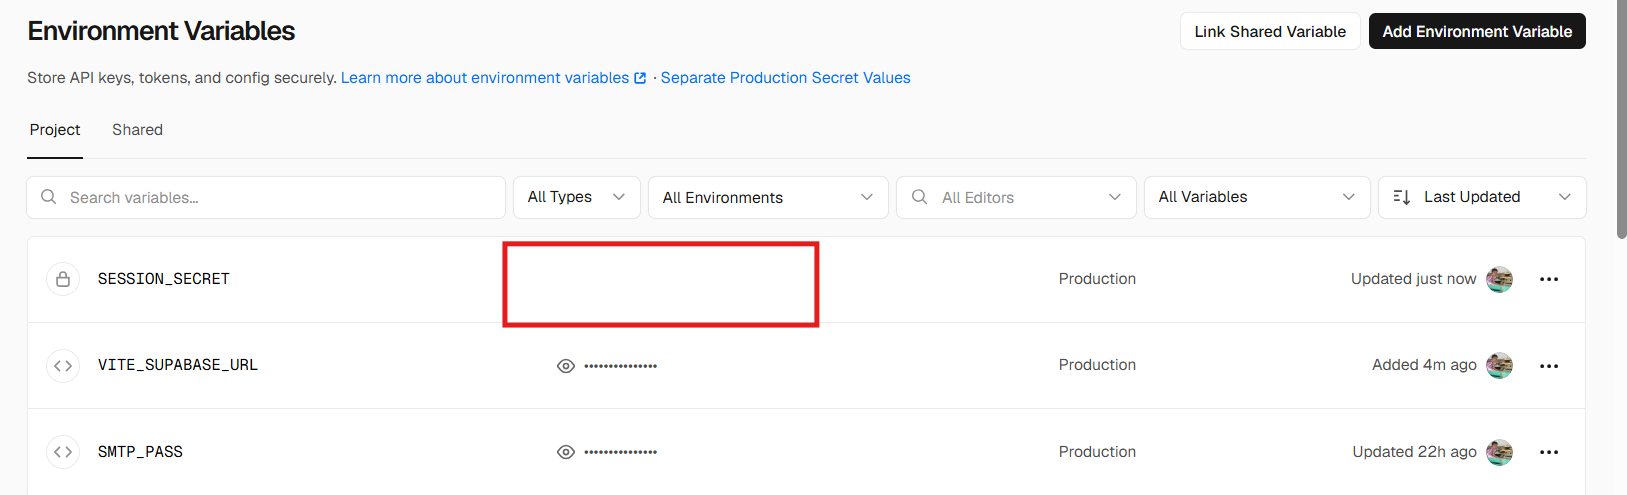 Environment Variables
Link Shared Variable
Add Environment Variable
Store API keys, tokens, and config securely. Learn more about environment variables · Separate Production Secret Values
Project
Shared
Search variables...
All Types
All Environments
All Editors
All Variables
Last Updated
SESSION_SECRET
Production
Updated just now
VITE_SUPABASE_URL
•••••••••••••••
Production
Added 4m ago
SMTP_PASS
•••••••••••••••
Production
Updated 22h ago